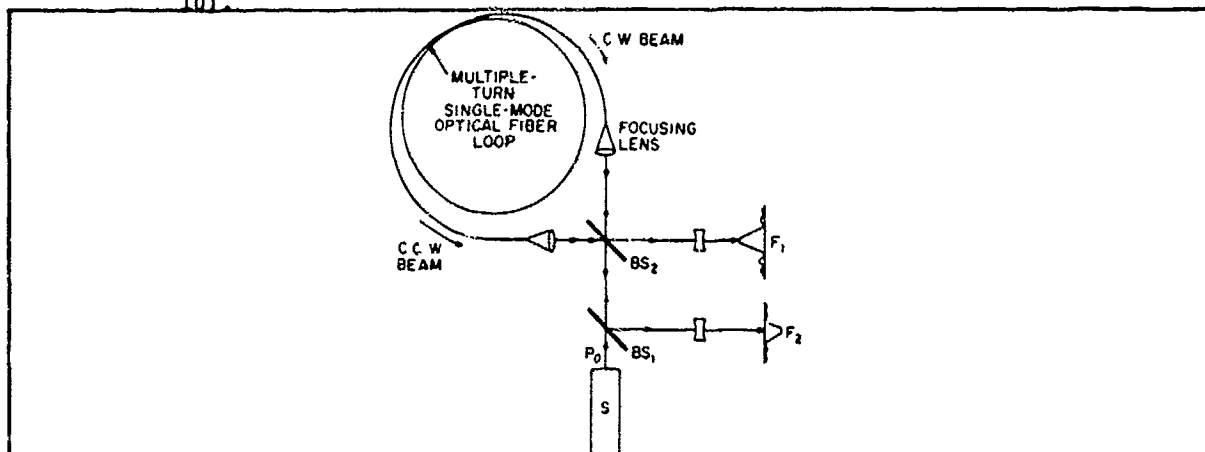 C W BEAM
MULTIPLE-
TURN
SINGLE-MODE
OPTICAL FIBER
LOOP
FOCUSING
LENS
C C. W
BEAM
BS2
F1
BS1
F2
P0
S